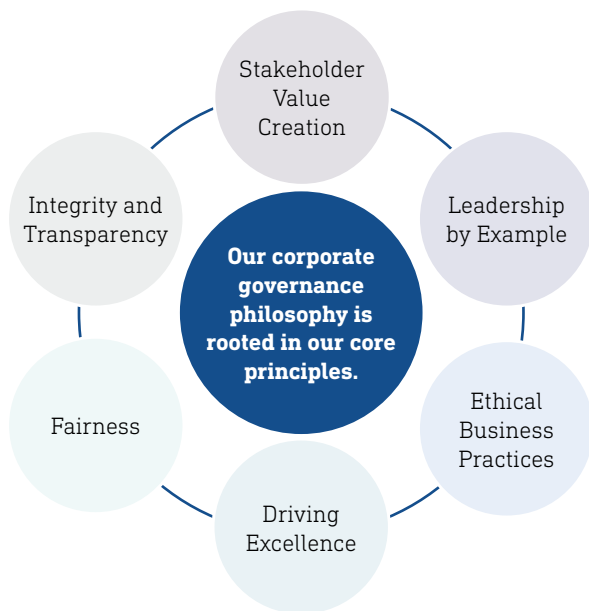 Stakeholder
Value
Creation
Integrity and
Transparency
Leadership
by Example
Our corporate
governance
philosophy is
rooted in our core
principles.
Fairness
Ethical
Business
Practices
Driving
Excellence